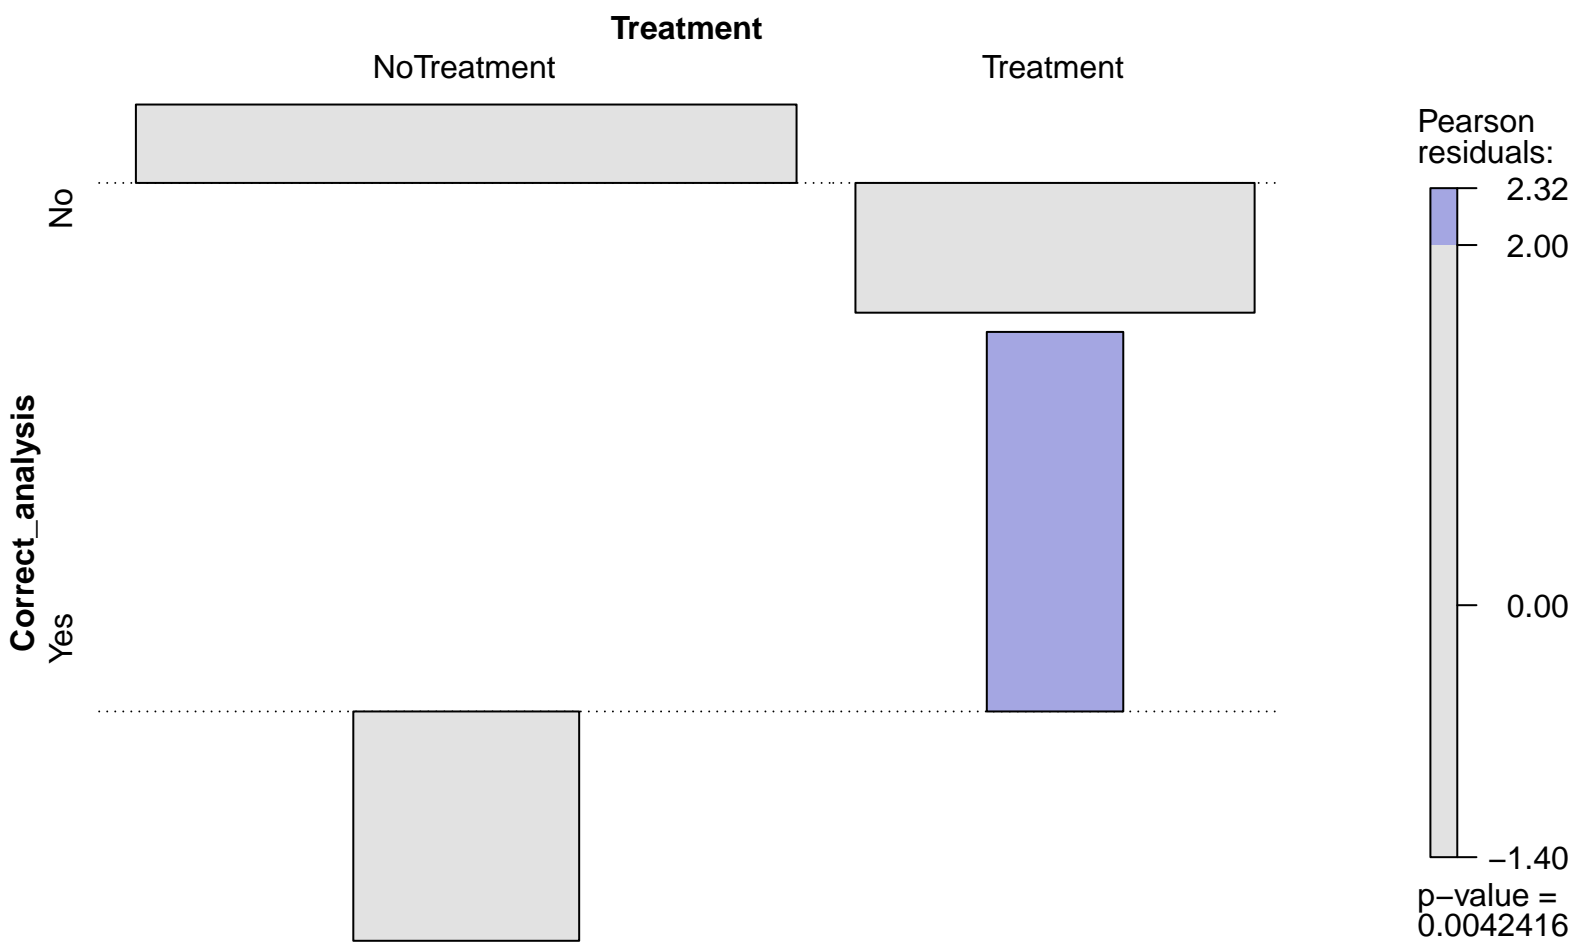 Treatment
NoTreatment Treatment
Correct_analysis
No
Yes
Pearson
residuals:
2.32
2.00
0.00
−1.40
p−value =
0.0042416